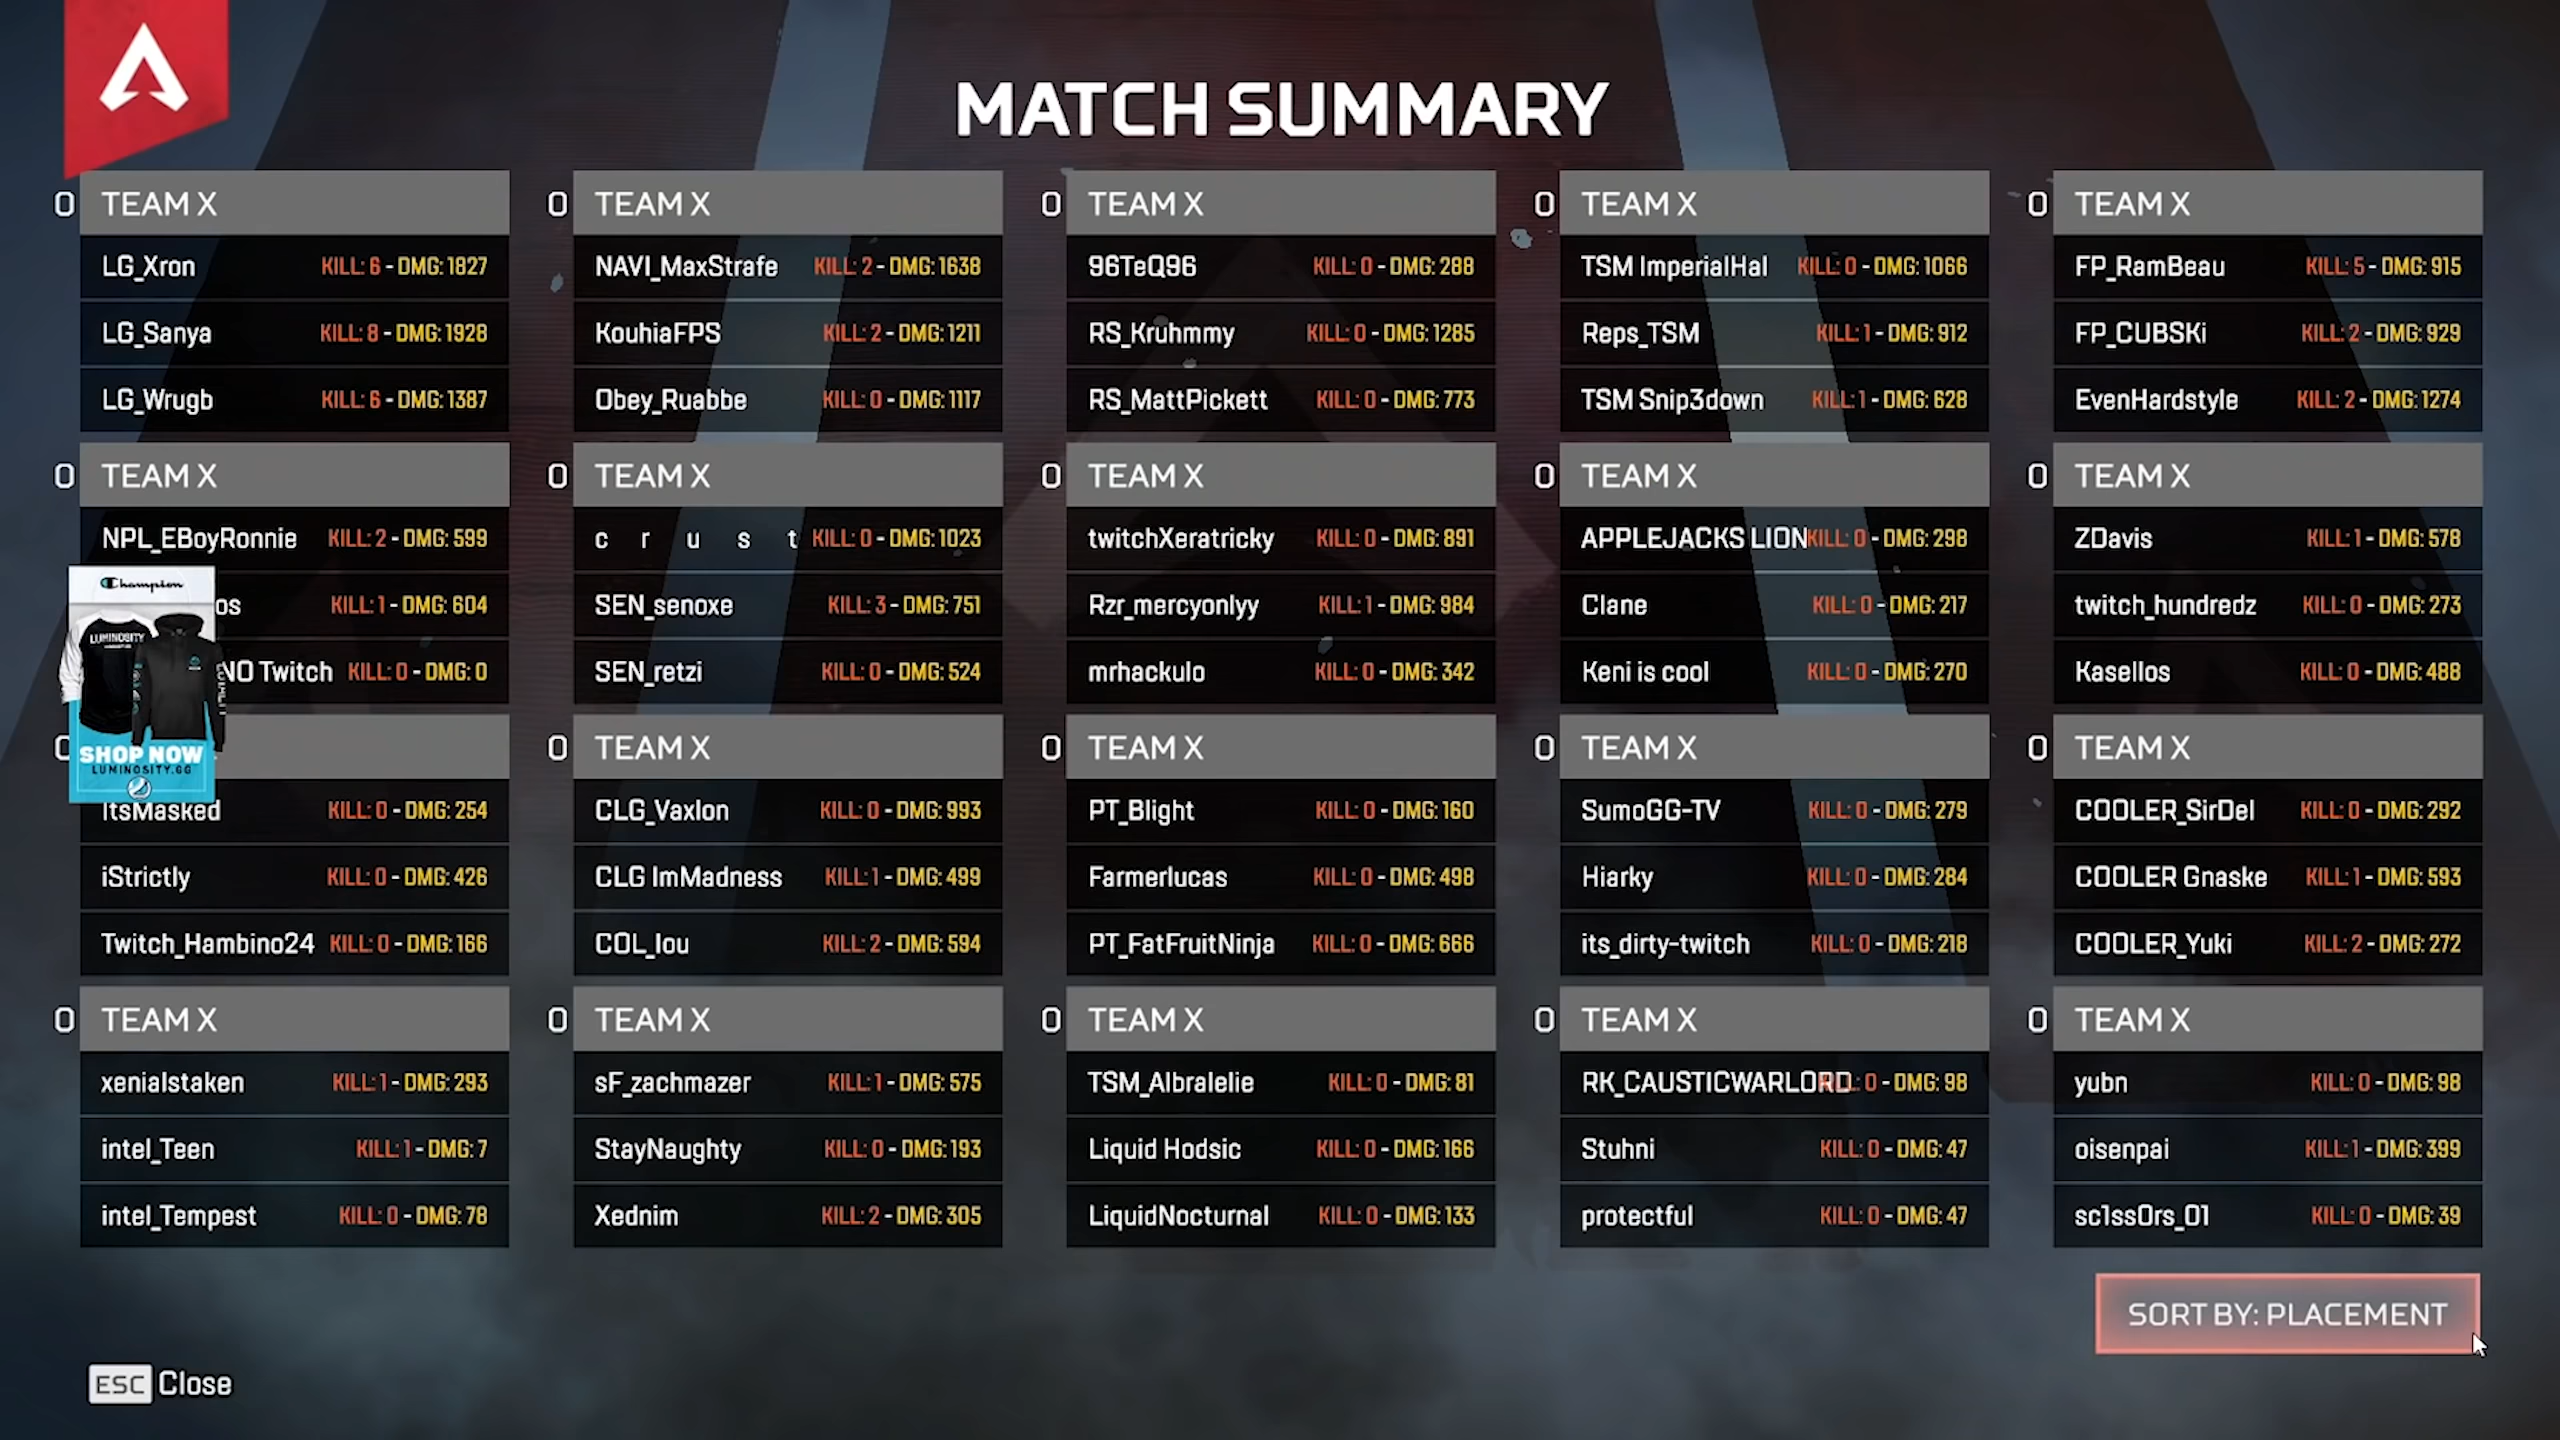 MATCH SUMMARY
0 TEAM X
LG_Xron KILL: 6 - DMG: 1827
LG_Sanya KILL: 8 - DMG: 1928
LG_Wrugb KILL: 6 - DMG: 1387
0 TEAM X
NAVI_MaxStrafe KILL: 2 - DMG: 1638
KouhiaFPS KILL: 2 - DMG: 1211
Obey_Ruabbe KILL: 0 - DMG: 1117
0 TEAM X
96TeQ96 KILL: 0 - DMG: 288
RS_Kruhmmy KILL: 0 - DMG: 1285
RS_MattPickett KILL: 0 - DMG: 773
0 TEAM X
TSM ImperialHal KILL: 0 - DMG: 1066
Reps_TSM KILL: 1 - DMG: 912
TSM Snip3down KILL: 1 - DMG: 628
0 TEAM X
FP_RamBeau KILL: 5 - DMG: 915
FP_CUBSKi KILL: 2 - DMG: 929
EvenHardstyle KILL: 2 - DMG: 1274
0 TEAM X
NPL_EBoyRonnie KILL: 2 - DMG: 599
os KILL: 1 - DMG: 604
NO Twitch KILL: 0 - DMG: 0
0 TEAM X
c r u s t KILL: 0 - DMG: 1023
SEN_senoxe KILL: 3 - DMG: 751
SEN_retzi KILL: 0 - DMG: 524
0 TEAM X
twitchXeratricky KILL: 0 - DMG: 891
Rzr_mercyonlyy KILL: 1 - DMG: 984
mrhackulo KILL: 0 - DMG: 342
0 TEAM X
APPLEJACKS LION KILL: 0 - DMG: 298
Clane KILL: 0 - DMG: 217
Keni is cool KILL: 0 - DMG: 270
0 TEAM X
ZDavis KILL: 1 - DMG: 578
twitch_hundredz KILL: 0 - DMG: 273
Kasellos KILL: 0 - DMG: 488
Champion
LUMINOSITY
SHOP NOW
LUMINOSITY.GG
ItsMasked KILL: 0 - DMG: 254
iStrictly KILL: 0 - DMG: 426
Twitch_Hambino24 KILL: 0 - DMG: 166
0 TEAM X
CLG_Vaxlon KILL: 0 - DMG: 993
CLG ImMadness KILL: 1 - DMG: 499
COL_lou KILL: 2 - DMG: 594
0 TEAM X
PT_Blight KILL: 0 - DMG: 160
Farmerlucas KILL: 0 - DMG: 498
PT_FatFruitNinja KILL: 0 - DMG: 666
0 TEAM X
SumoGG-TV KILL: 0 - DMG: 279
Hiarky KILL: 0 - DMG: 284
its_dirty-twitch KILL: 0 - DMG: 218
0 TEAM X
COOLER_SirDel KILL: 0 - DMG: 292
COOLER Gnaske KILL: 1 - DMG: 593
COOLER_Yuki KILL: 2 - DMG: 272
0 TEAM X
xenialstaken KILL: 1 - DMG: 293
intel_Teen KILL: 1 - DMG: 7
intel_Tempest KILL: 0 - DMG: 78
0 TEAM X
sF_zachmazer KILL: 1 - DMG: 575
StayNaughty KILL: 0 - DMG: 193
Xednim KILL: 2 - DMG: 305
0 TEAM X
TSM_Albralelie KILL: 0 - DMG: 81
Liquid Hodsic KILL: 0 - DMG: 166
LiquidNocturnal KILL: 0 - DMG: 133
0 TEAM X
RK_CAUSTICWARLORD KILL: 0 - DMG: 98
Stuhni KILL: 0 - DMG: 47
protectful KILL: 0 - DMG: 47
0 TEAM X
yubn KILL: 0 - DMG: 98
oisenpai KILL: 1 - DMG: 399
sc1ss0rs_01 KILL: 0 - DMG: 39
SORT BY: PLACEMENT
ESC Close